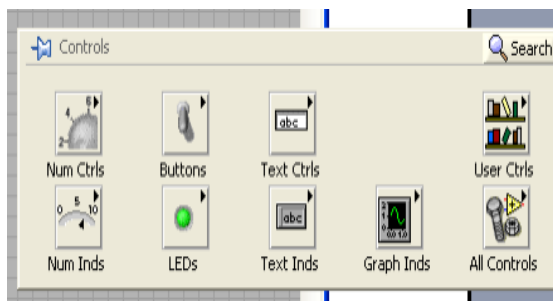 Controls Search
Num Ctrls Buttons Text Ctrls User Ctrls
Num Inds LEDs Text Inds Graph Inds All Controls